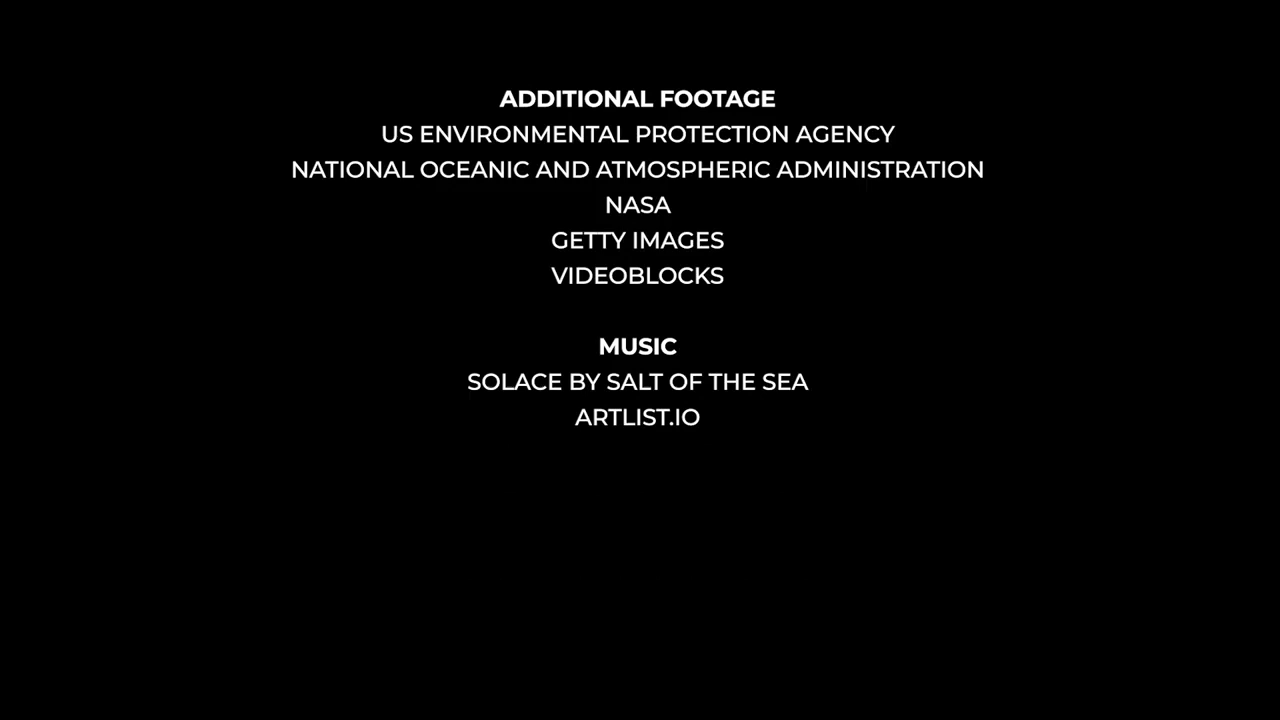 ADDITIONAL FOOTAGE
US ENVIRONMENTAL PROTECTION AGENCY
NATIONAL OCEANIC AND ATMOSPHERIC ADMINISTRATION
NASA
GETTY IMAGES
VIDEOBLOCKS
MUSIC
SOLACE BY SALT OF THE SEA
ARTLIST.IO